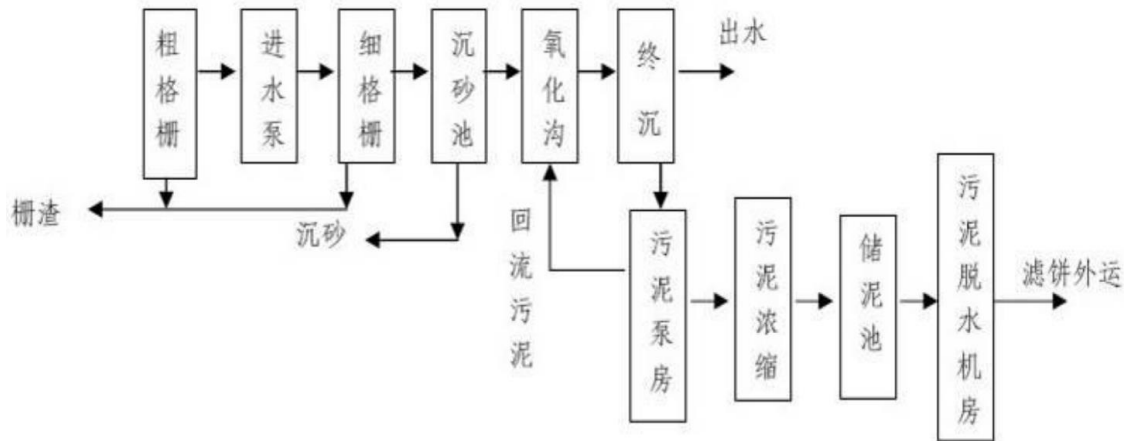 粗格栅
进水泵
细格栅
沉砂池
氧化沟
终沉
出水
栅渣
沉砂
回流污泥
污泥泵房
污泥浓缩
储泥池
污泥脱水机房
滤饼外运